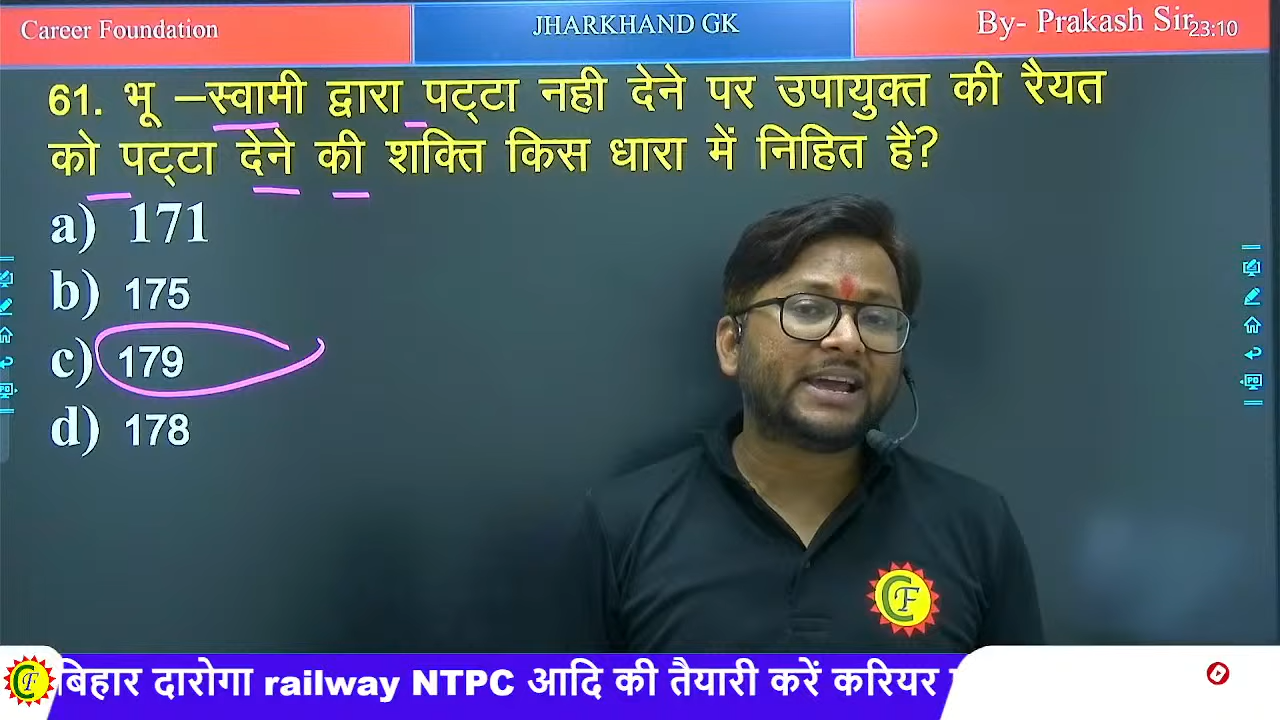 Career Foundation
JHARKHAND GK
By- Prakash Sir
23:10
61. भू –स्वामी द्वारा पट्टा नही देने पर उपायुक्त की रैयत
को पट्टा देने की शक्ति किस धारा में निहित है?
a) 171
b) 175
c) 179
d) 178
CF
बिहार दारोगा railway NTPC आदि की तैयारी करें करियर